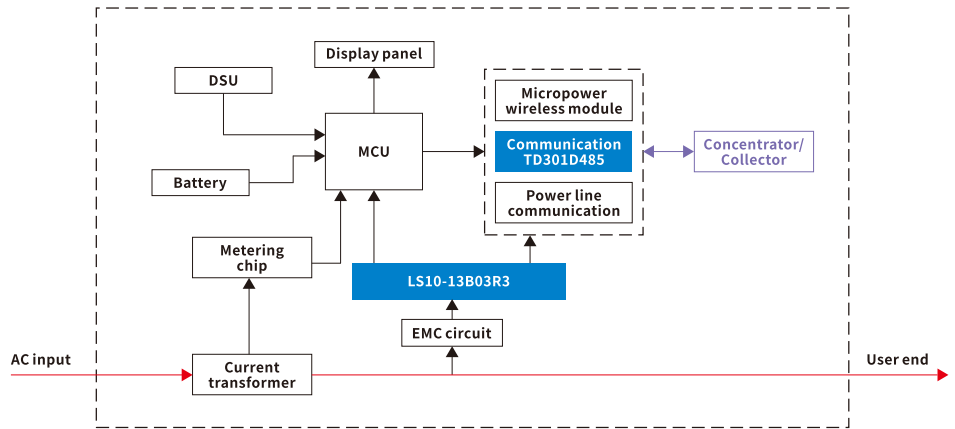 Display panel
DSU
Micropower
wireless module
MCU
Communication
TD301D485
Concentrator/
Collector
Battery
Power line
communication
Metering
chip
LS10-13B03R3
EMC circuit
AC input
Current
transformer
User end